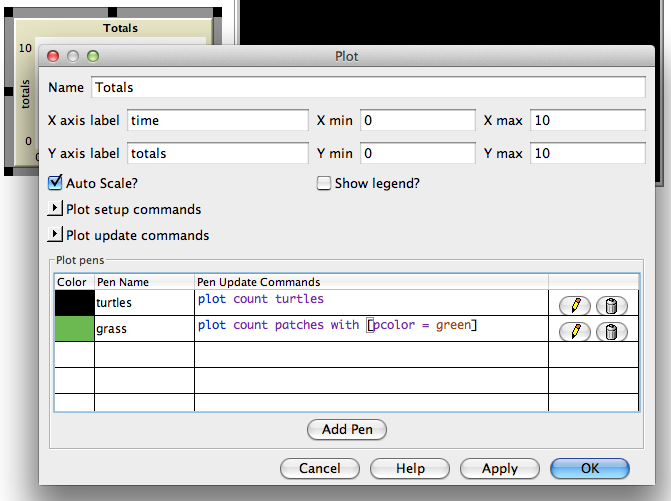 Totals
10
totals
0
0
Plot
Name Totals
X axis label time X min 0 X max 10
Y axis label totals Y min 0 Y max 10
Auto Scale? Show legend?
Plot setup commands
Plot update commands
Plot pens
Color Pen Name Pen Update Commands
turtles plot count turtles
grass plot count patches with [pcolor = green]
Add Pen
Cancel Help Apply OK